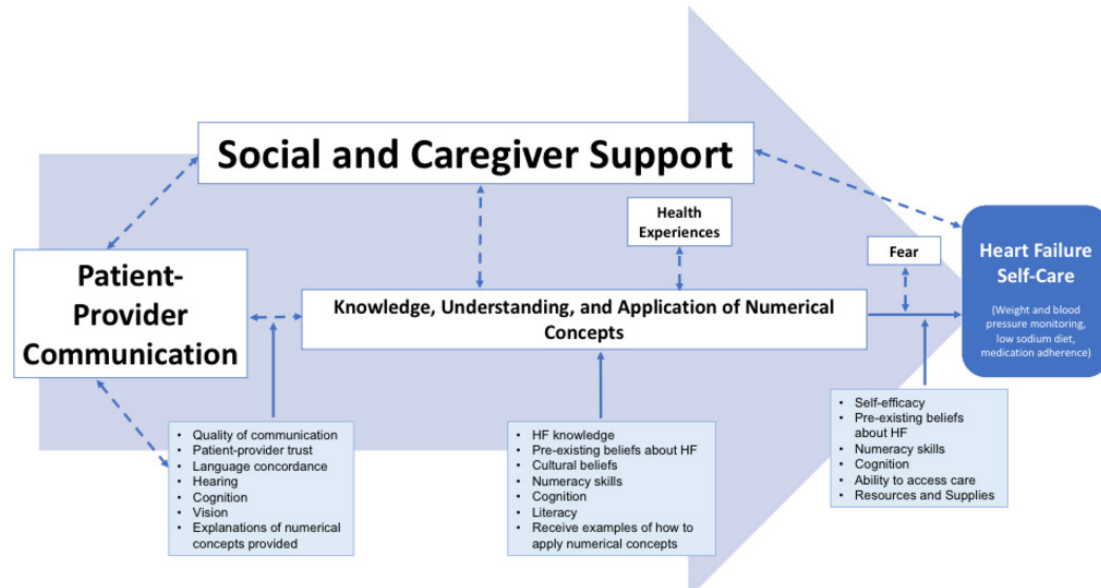 Social and Caregiver Support
Health
Experiences
Fear
Patient-
Provider
Communication
Knowledge, Understanding, and Application of Numerical
Concepts
Heart Failure
Self-Care
(Weight and blood
pressure monitoring,
low sodium diet,
medication adherence)
• Quality of communication
• Patient-provider trust
• Language concordance
• Hearing
• Cognition
• Vision
• Explanations of numerical
concepts provided
• HF knowledge
• Pre-existing beliefs about HF
• Cultural beliefs
• Numeracy skills
• Cognition
• Literacy
• Receive examples of how to
apply numerical concepts
• Self-efficacy
• Pre-existing beliefs
about HF
• Numeracy skills
• Cognition
• Ability to access care
• Resources and Supplies